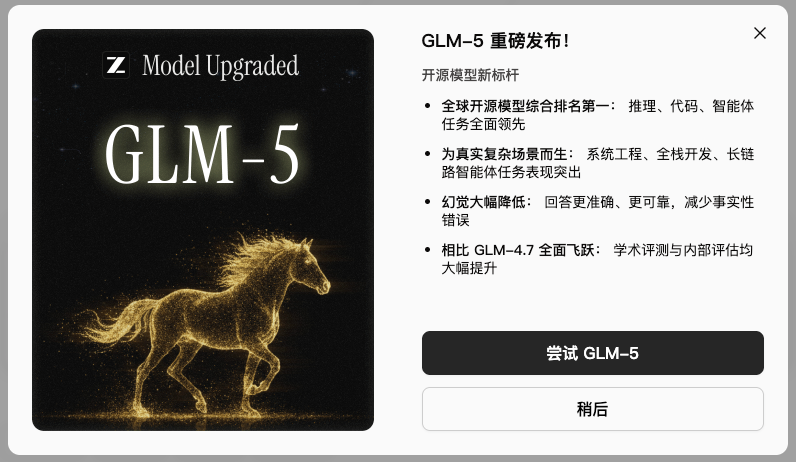 Z Model Upgraded
GLM-5
GLM-5 重磅发布！
开源模型新标杆
• 全球开源模型综合排名第一： 推理、代码、智能体
任务全面领先
• 为真实复杂场景而生： 系统工程、全栈开发、长链
路智能体任务表现突出
• 幻觉大幅降低： 回答更准确、更可靠，减少事实性
错误
• 相比 GLM-4.7 全面飞跃： 学术评测与内部评估均
大幅提升
尝试 GLM-5
稍后